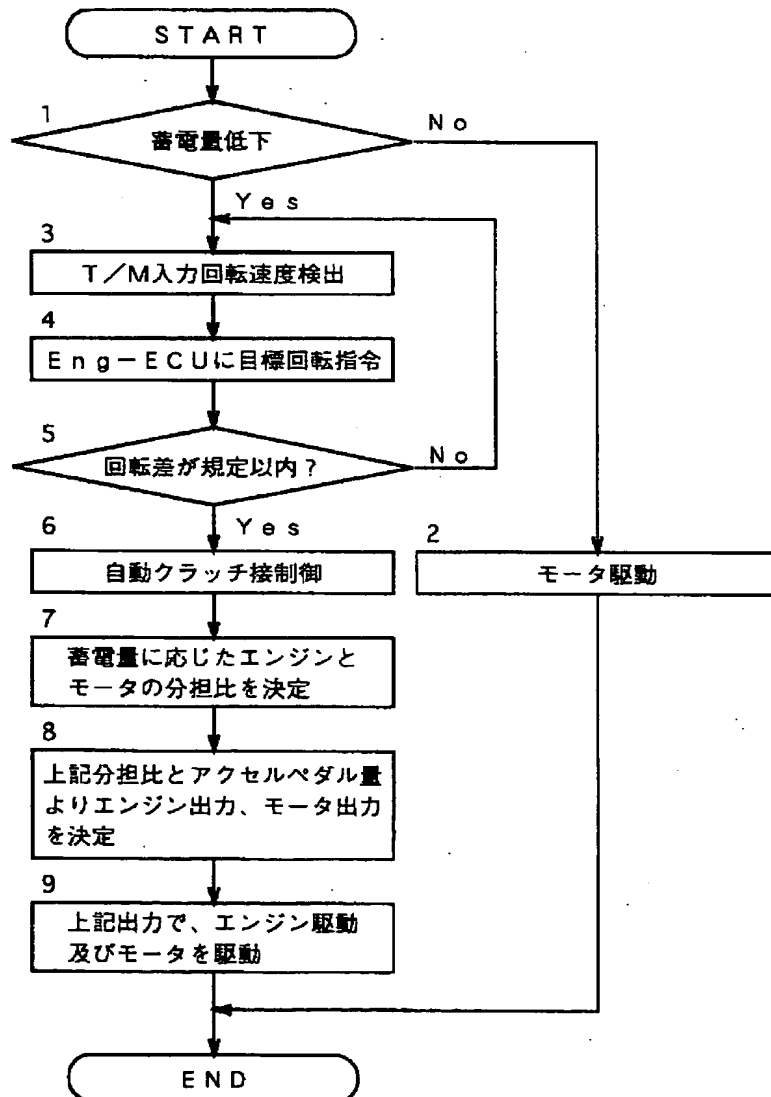 START
1
蓄電量低下
No
Yes
3
T/M入力回転速度検出
4
Eng-ECUに目標回転指令
5
回転差が規定以内?
No
Yes
6
自動クラッチ接制御
2
モータ駆動
7
蓄電量に応じたエンジンと
モータの分担比を決定
8
上記分担比とアクセルペダル量
よりエンジン出力、モータ出力
を決定
9
上記出力で、エンジン駆動
及びモータを駆動
END